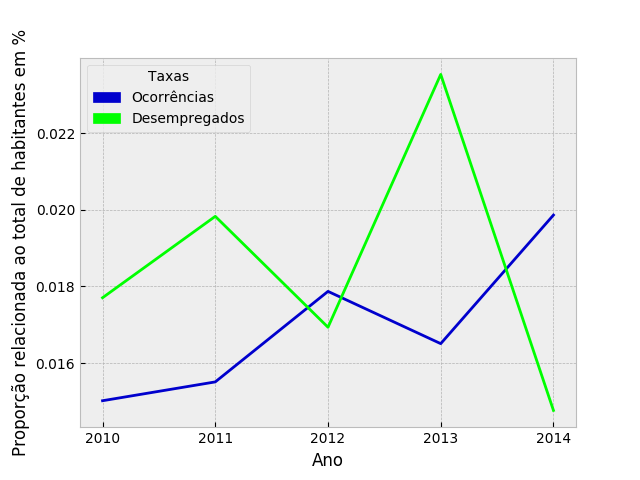 Proporção relacionada ao total de habitantes em %
Taxas
Ocorrências
Desempregados
0.022
0.020
0.018
0.016
2010 2011 2012 2013 2014
Ano